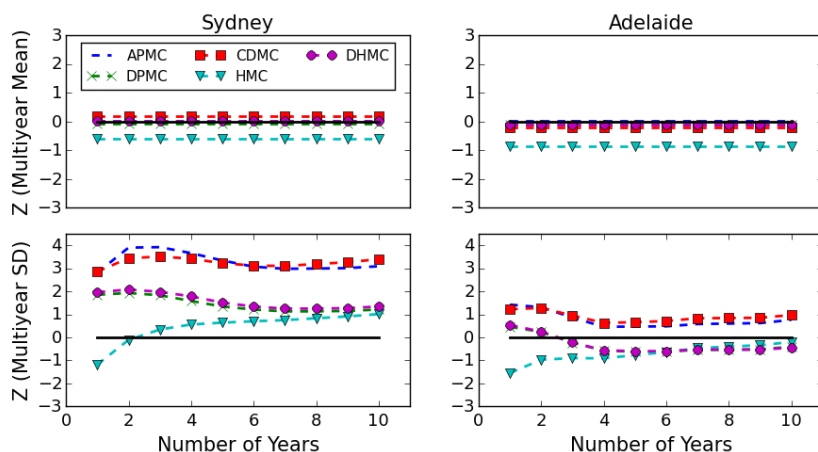 Sydney
Adelaide
Z (Multiyear Mean)
3
2
1
0
−1
−2
−3
APMC
DPMC
CDMC
HMC
DHMC
3
2
1
0
−1
−2
−3
Z (Multiyear SD)
4
3
2
1
0
−1
−2
−3
0 2 4 6 8 10
Number of Years
4
3
2
1
0
−1
−2
−3
0 2 4 6 8 10
Number of Years